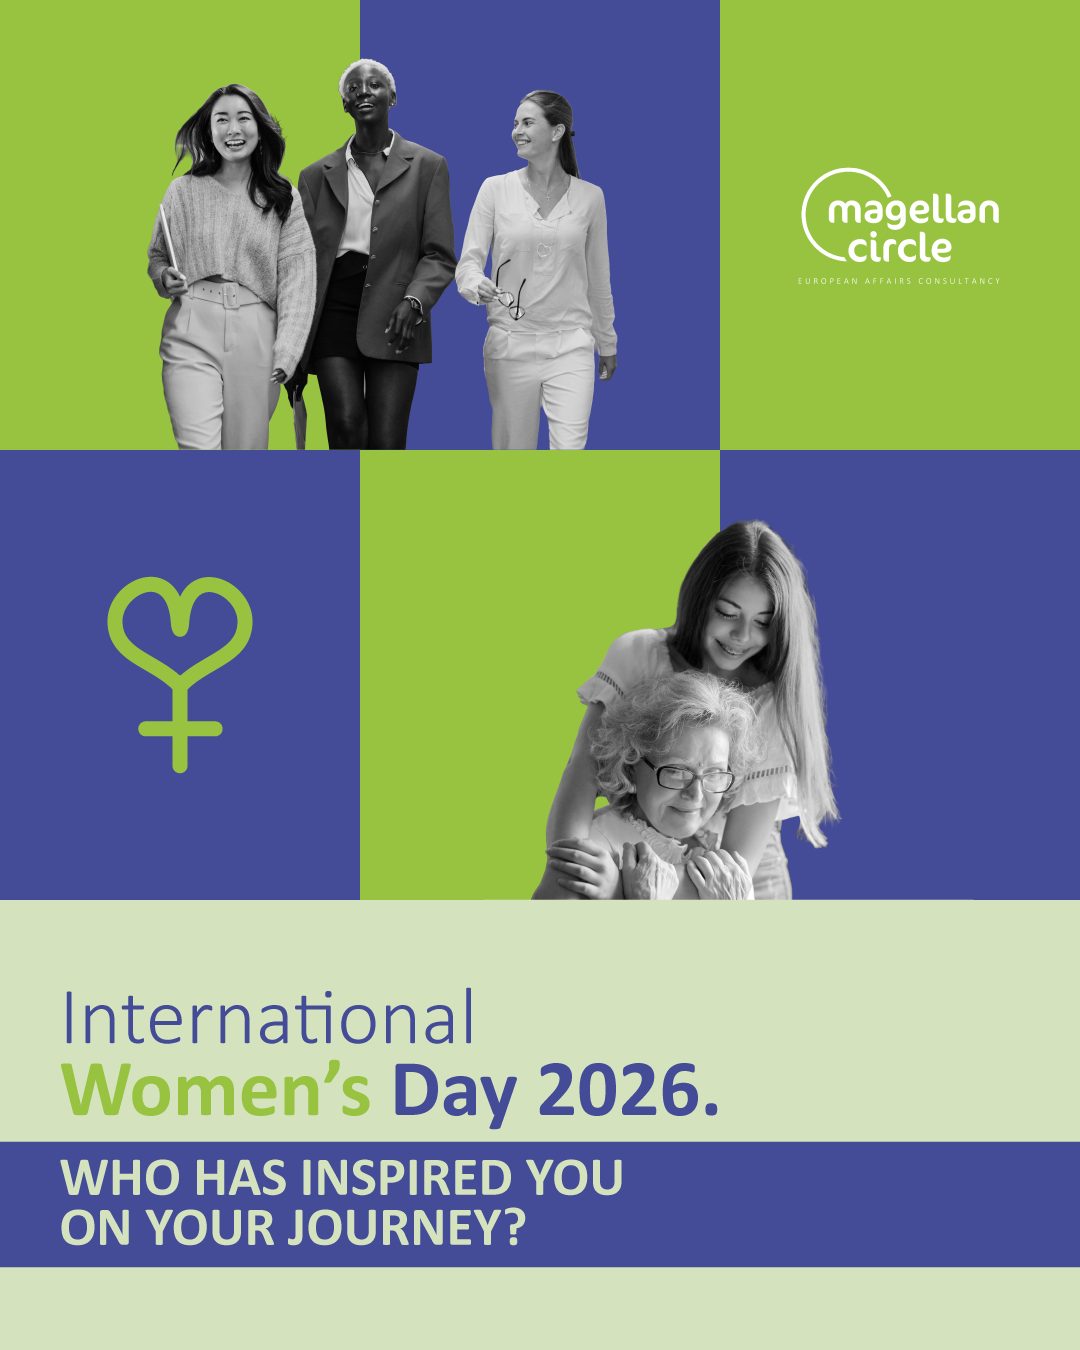 magellan
circle
EUROPEAN AFFAIRS CONSULTANCY
International
Women's Day 2026.
WHO HAS INSPIRED YOU
ON YOUR JOURNEY?